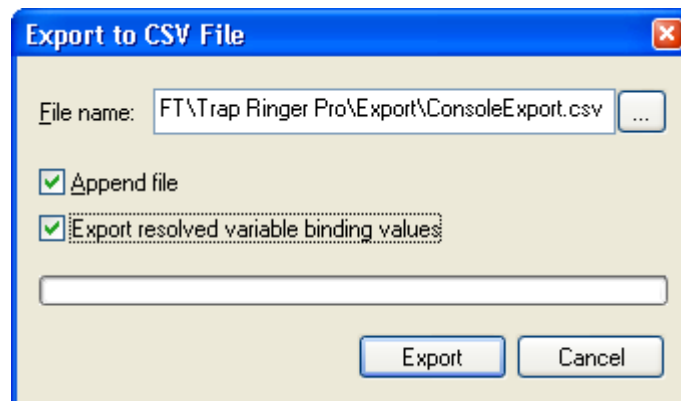 Export to CSV File
File name: FT\Trap Ringer Pro\Export\ConsoleExport.csv ...
Append file
Export resolved variable binding values
Export Cancel